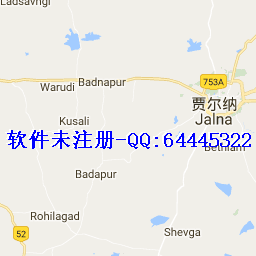 Ladsavngi
Warudi
Badnapur
753A
贾尔纳
Jalna
Kusali
软件未注册-QQ:64445322
Bethlam
Badapur
Rohilagad
52
Shevga